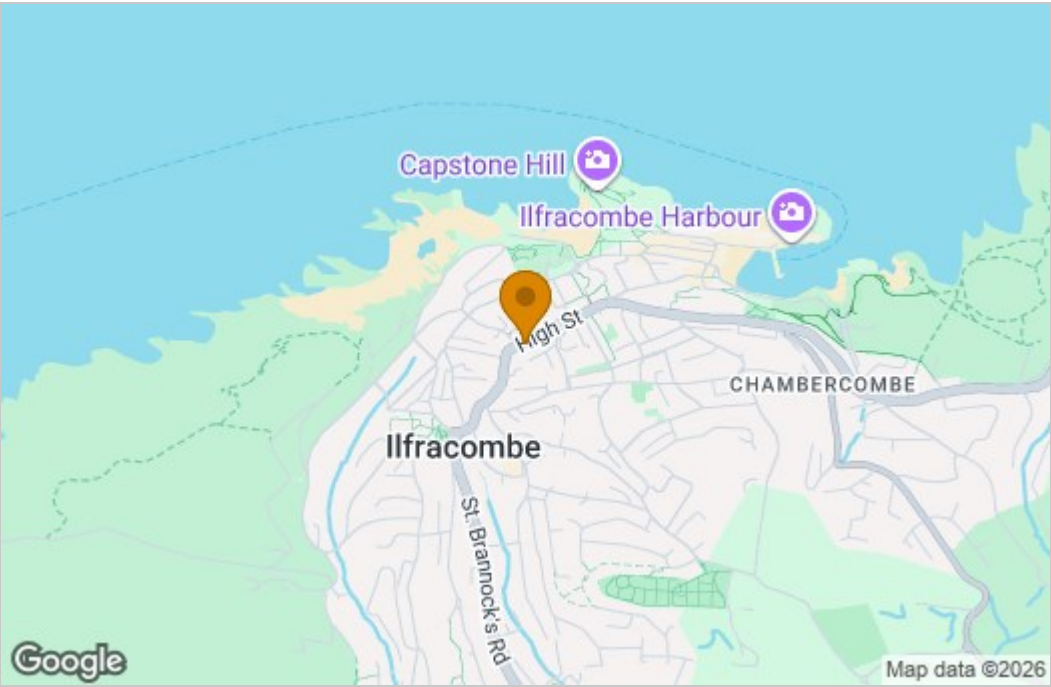 Capstone Hill
Ilfracombe Harbour
High St
CHAMBERCOMBE
Ilfracombe
St. Brannock's Rd
Google
Map data ©2026